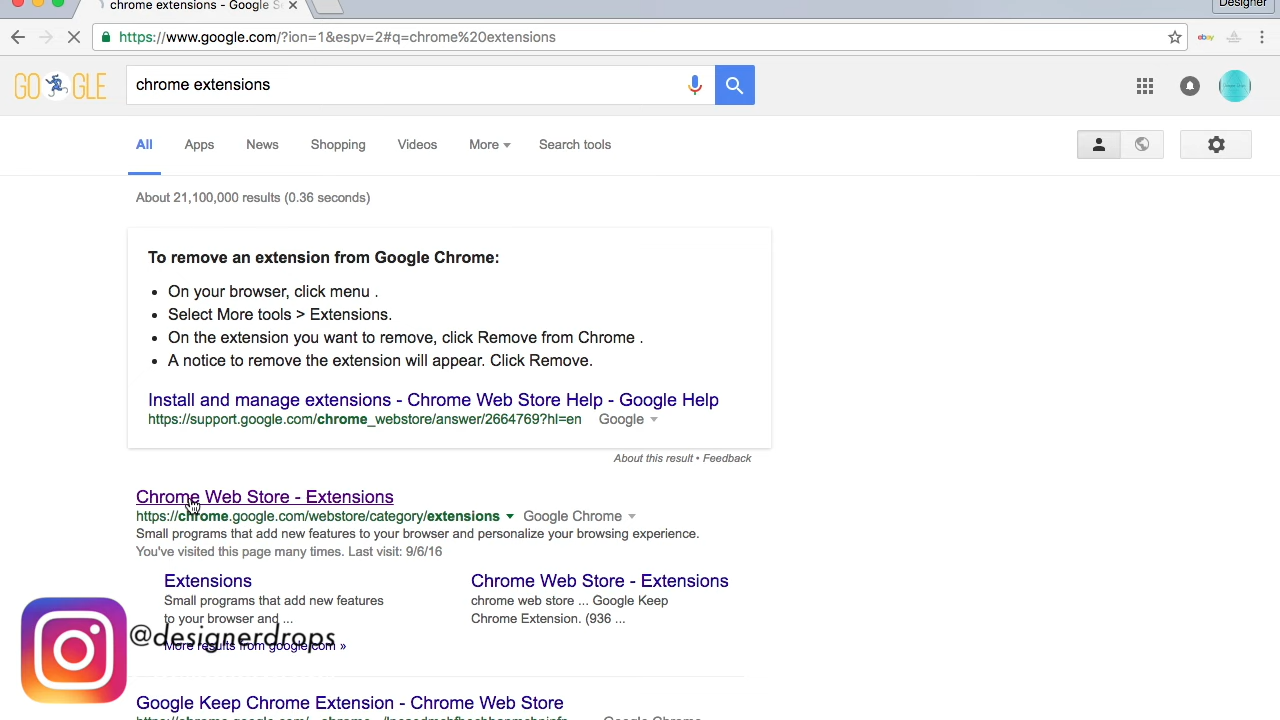 chrome extensions - Google S
Designer
https://www.google.com/?ion=1&espv=2#q=chrome%20extensions
ebay
GO GLE
chrome extensions
All Apps News Shopping Videos More Search tools
About 21,100,000 results (0.36 seconds)
To remove an extension from Google Chrome:
On your browser, click menu .
Select More tools > Extensions.
On the extension you want to remove, click Remove from Chrome .
A notice to remove the extension will appear. Click Remove.
Install and manage extensions - Chrome Web Store Help - Google Help
https://support.google.com/chrome_webstore/answer/2664769?hl=en Google
About this result • Feedback
Chrome Web Store - Extensions
https://chrome.google.com/webstore/category/extensions Google Chrome
Small programs that add new features to your browser and personalize your browsing experience.
You've visited this page many times. Last visit: 9/6/16
Extensions
Small programs that add new features
to your browser and ...
Chrome Web Store - Extensions
chrome web store ... Google Keep
Chrome Extension. (936 ...
@designerdrops
More results from google.com »
Google Keep Chrome Extension - Chrome Web Store